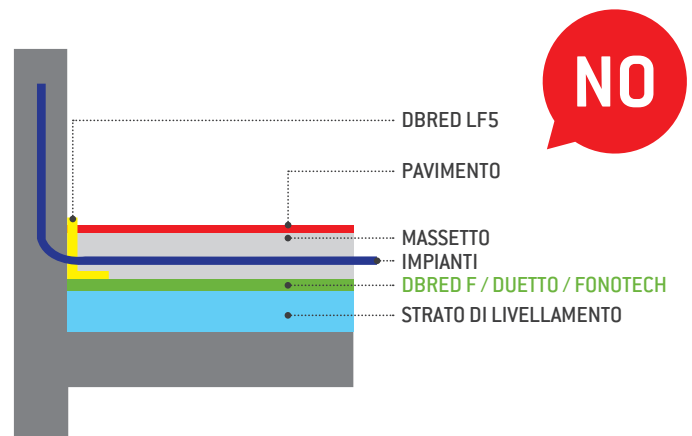 NO
DBRED LF5
PAVIMENTO
MASSETTO
IMPIANTI
DBRED F / DUETTO / FONOTECH
STRATO DI LIVELLAMENTO